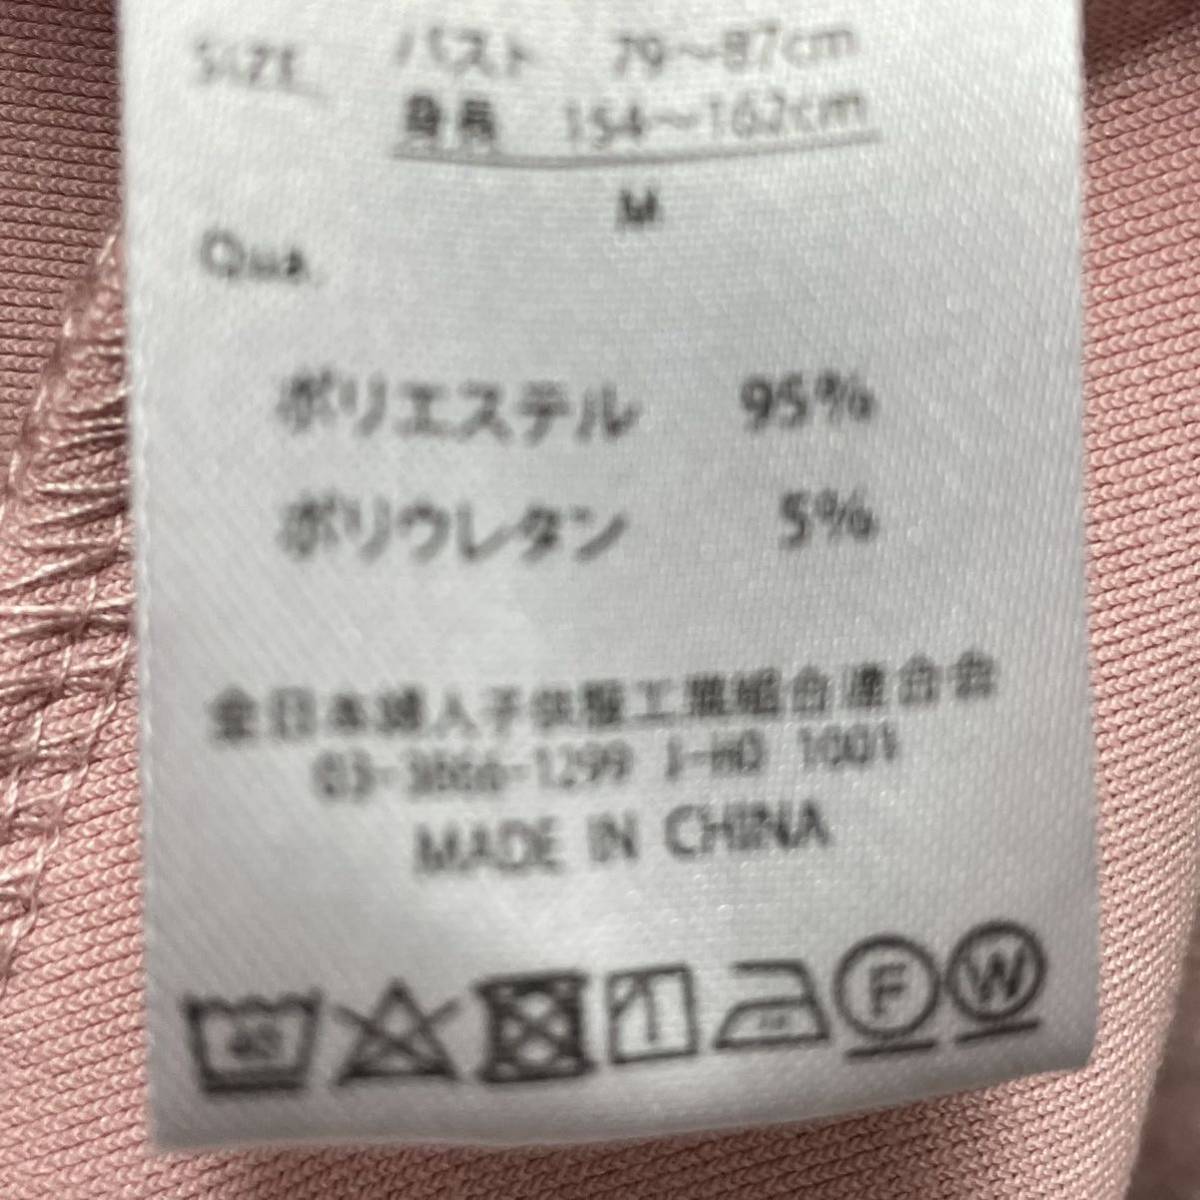 SIZE バスト 79～87cm
身長 154～162cm
M
Qua.
ポリエステル 95%
ポリウレタン 5%
全日本婦人子供服工業組合連合会
03-3866-1299 J-HO 1001
MADE IN CHINA
40
F W